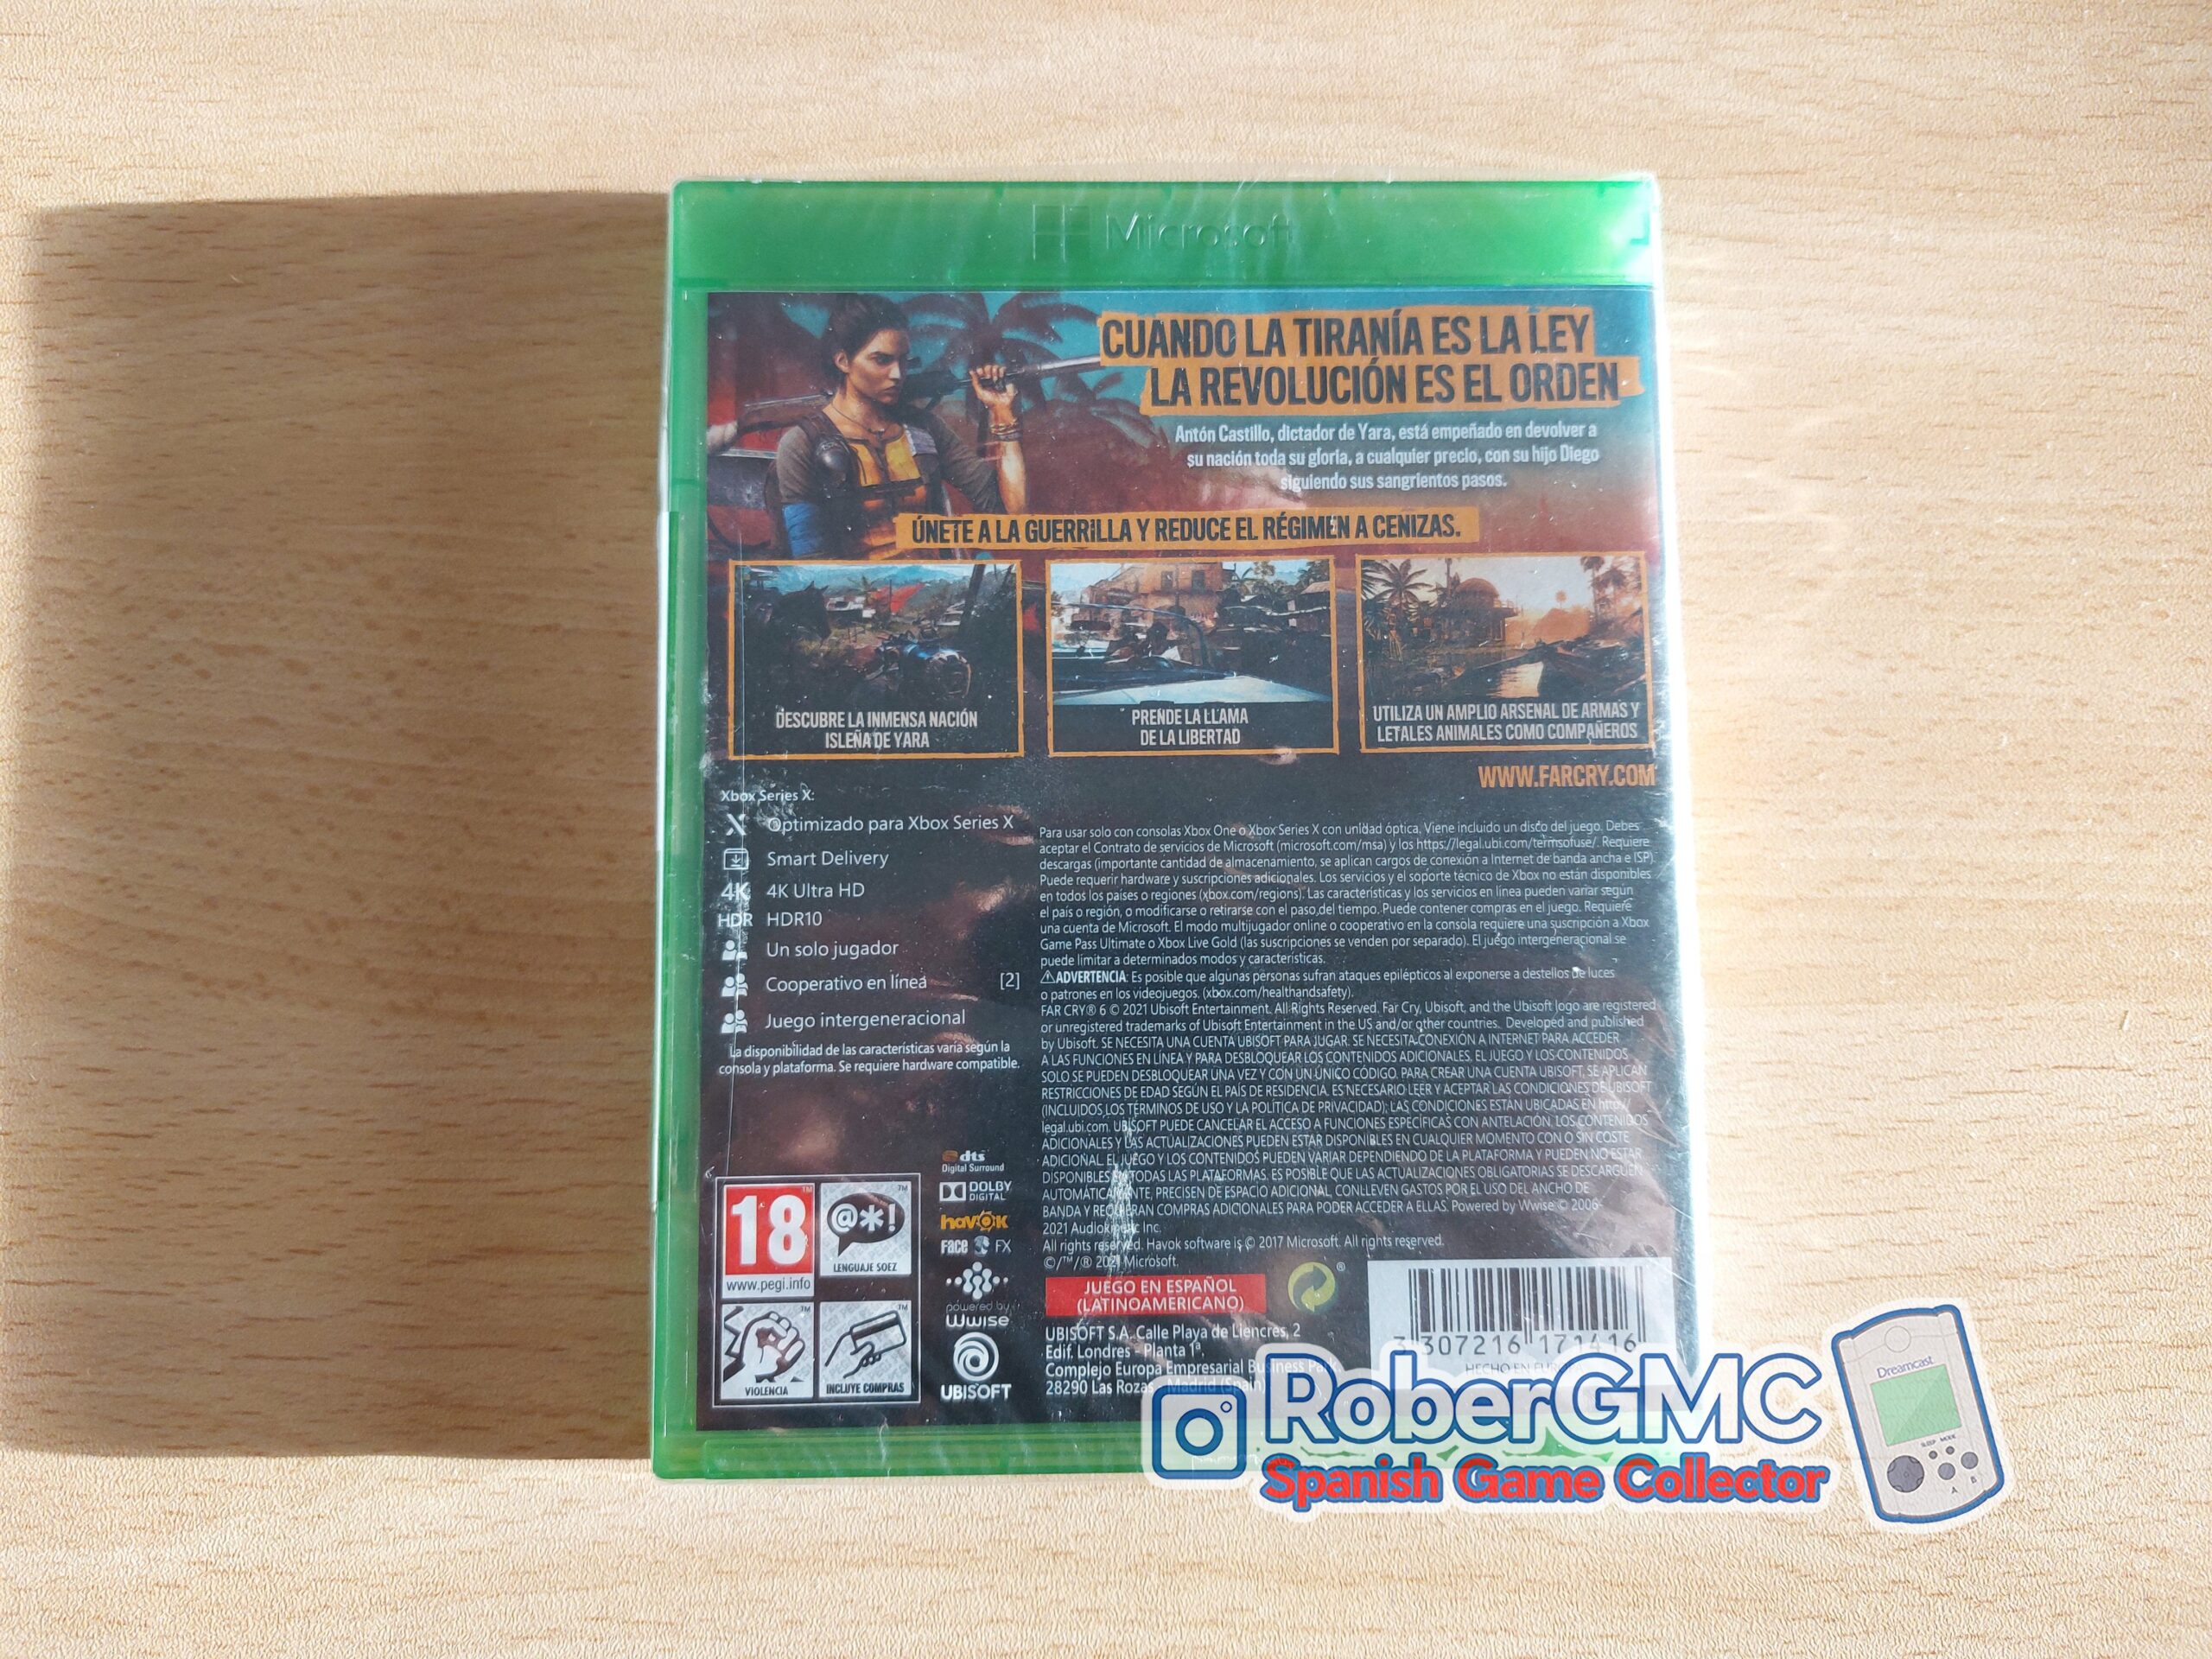 Microsoft
CUANDO LA TIRANÍA ES LA LEY
LA REVOLUCIÓN ES EL ORDEN
Antón Castillo, dictador de Yara, está empeñado en devolver a
su nación toda su gloria, a cualquier precio, con su hijo Diego
siguiendo sus sangrientos pasos.
ÚNETE A LA GUERRILLA Y REDUCE EL RÉGIMEN A CENIZAS.
DESCUBRE LA INMENSA NACIÓN
ISLEÑA DE YARA
PRENDE LA LLAMA
DE LA LIBERTAD
UTILIZA UN AMPLIO ARSENAL DE ARMAS Y
LETALES ANIMALES COMO COMPAÑEROS
WWW.FARCRY.COM
Xbox Series X:
Optimizado para Xbox Series X
Smart Delivery
4K 4K Ultra HD
HDR HDR10
Un solo jugador
Cooperativo en línea [2]
Juego intergeneracional
La disponibilidad de las características varía según la
consola y plataforma. Se requiere hardware compatible.
Para usar solo con consolas Xbox One o Xbox Series X con unidad óptica. Viene incluido un disco del juego. Debes
aceptar el Contrato de servicios de Microsoft (microsoft.com/msa) y los https://legal.ubi.com/termsofuse/. Requiere
descargas (importante cantidad de almacenamiento, se aplican cargos de conexión a Internet de banda ancha e ISP).
Puede requerir hardware y suscripciones adicionales. Los servicios y el soporte técnico de Xbox no están disponibles
en todos los países o regiones (xbox.com/regions). Las características y los servicios en línea pueden variar según
el país o región, o modificarse o retirarse con el paso del tiempo. Puede contener compras en el juego. Requiere
una cuenta de Microsoft. El modo multijugador online o cooperativo en la consola requiere una suscripción a Xbox
Game Pass Ultimate o Xbox Live Gold (las suscripciones se venden por separado). El juego intergeneracional se
puede limitar a determinados modos y características.
⚠ADVERTENCIA: Es posible que algunas personas sufran ataques epilépticos al exponerse a destellos de luces
o patrones en los videojuegos. (xbox.com/healthandsafety).
FAR CRY® 6 © 2021 Ubisoft Entertainment. All Rights Reserved. Far Cry, Ubisoft, and the Ubisoft logo are registered
or unregistered trademarks of Ubisoft Entertainment in the US and/or other countries. Developed and published
by Ubisoft. SE NECESITA UNA CUENTA UBISOFT PARA JUGAR. SE NECESITA CONEXIÓN A INTERNET PARA ACCEDER
A LAS FUNCIONES EN LÍNEA Y PARA DESBLOQUEAR LOS CONTENIDOS ADICIONALES. EL JUEGO Y LOS CONTENIDOS
SOLO SE PUEDEN DESBLOQUEAR UNA VEZ Y CON UN ÚNICO CÓDIGO. PARA CREAR UNA CUENTA UBISOFT, SE APLICAN
RESTRICCIONES DE EDAD SEGÚN EL PAÍS DE RESIDENCIA. ES NECESARIO LEER Y ACEPTAR LAS CONDICIONES DE UBISOFT
(INCLUIDOS LOS TÉRMINOS DE USO Y LA POLÍTICA DE PRIVACIDAD); LAS CONDICIONES ESTAN UBICADAS EN http://
legal.ubi.com. UBISOFT PUEDE CANCELAR EL ACCESO A FUNCIONES ESPECÍFICAS CON ANTELACIÓN. LOS CONTENIDOS
ADICIONALES Y LAS ACTUALIZACIONES PUEDEN ESTAR DISPONIBLES EN CUALQUIER MOMENTO CON O SIN COSTE
ADICIONAL. EL JUEGO Y LOS CONTENIDOS PUEDEN VARIAR DEPENDIENDO DE LA PLATAFORMA Y PUEDEN NO ESTAR
DISPONIBLES EN TODAS LAS PLATAFORMAS. ES POSIBLE QUE LAS ACTUALIZACIONES OBLIGATORIAS SE DESCARGUEN
AUTOMÁTICAMENTE, PRECISEN DE ESPACIO ADICIONAL, CONLLEVEN GASTOS POR EL USO DEL ANCHO DE
BANDA Y REQUIERAN COMPRAS ADICIONALES PARA PODER ACCEDER A ELLAS. Powered by Wwise © 2006-
2021 Audiokinetic Inc.
All rights reserved. Havok software is © 2017 Microsoft. All rights reserved.
©/™/® 2021 Microsoft.
18
www.pegi.info
@*!
LENGUAJE SOEZ
VIOLENCIA
INCLUYE COMPRAS
dts
Digital Surround
DOLBY
DIGITAL
havok
FACE FX
powered by
Wwise
UBISOFT
JUEGO EN ESPAÑOL
(LATINOAMERICANO)
UBISOFT S.A. Calle Playa de Liencres, 2
Edif. Londres - Planta 1ª.
Complejo Europa Empresarial Business Park
28290 Las Rozas - Madrid (Spain)
3 307216 171416
HECHO EN
RoberGMC
Spanish Game Collector
Dreamcast
SLEEP MODE
A B